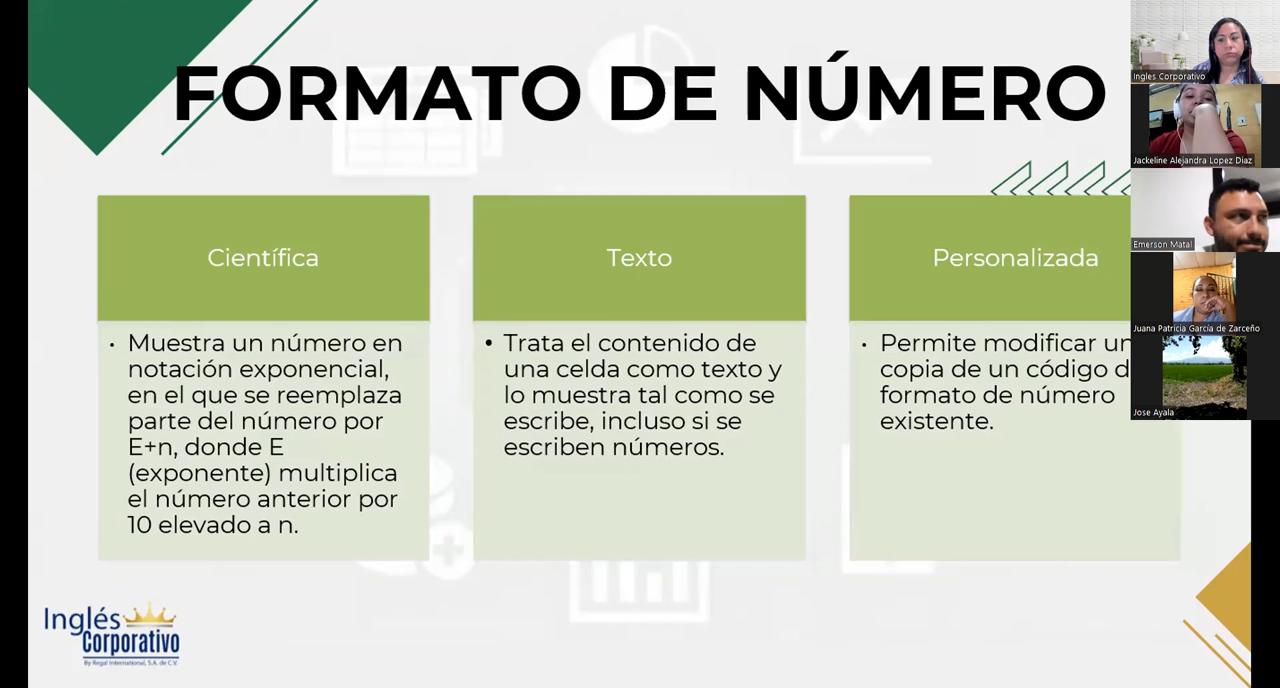 FORMATO DE NÚMERO
Científica
• Muestra un número en
notación exponencial,
en el que se reemplaza
parte del número por
E+n, donde E
(exponente) multiplica
el número anterior por
10 elevado a n.
Texto
• Trata el contenido de
una celda como texto y
lo muestra tal como se
escribe, incluso si se
escriben números.
Personalizada
• Permite modificar un
copia de un código d
formato de número
existente.
Inglés
Corporativo
By Regal International, S.A. de C.V.
Ingles Corporativo
Jackeline Alejandra Lopez Diaz
Emerson Matal
Juana Patricia García de Zarceño
Jose Ayala